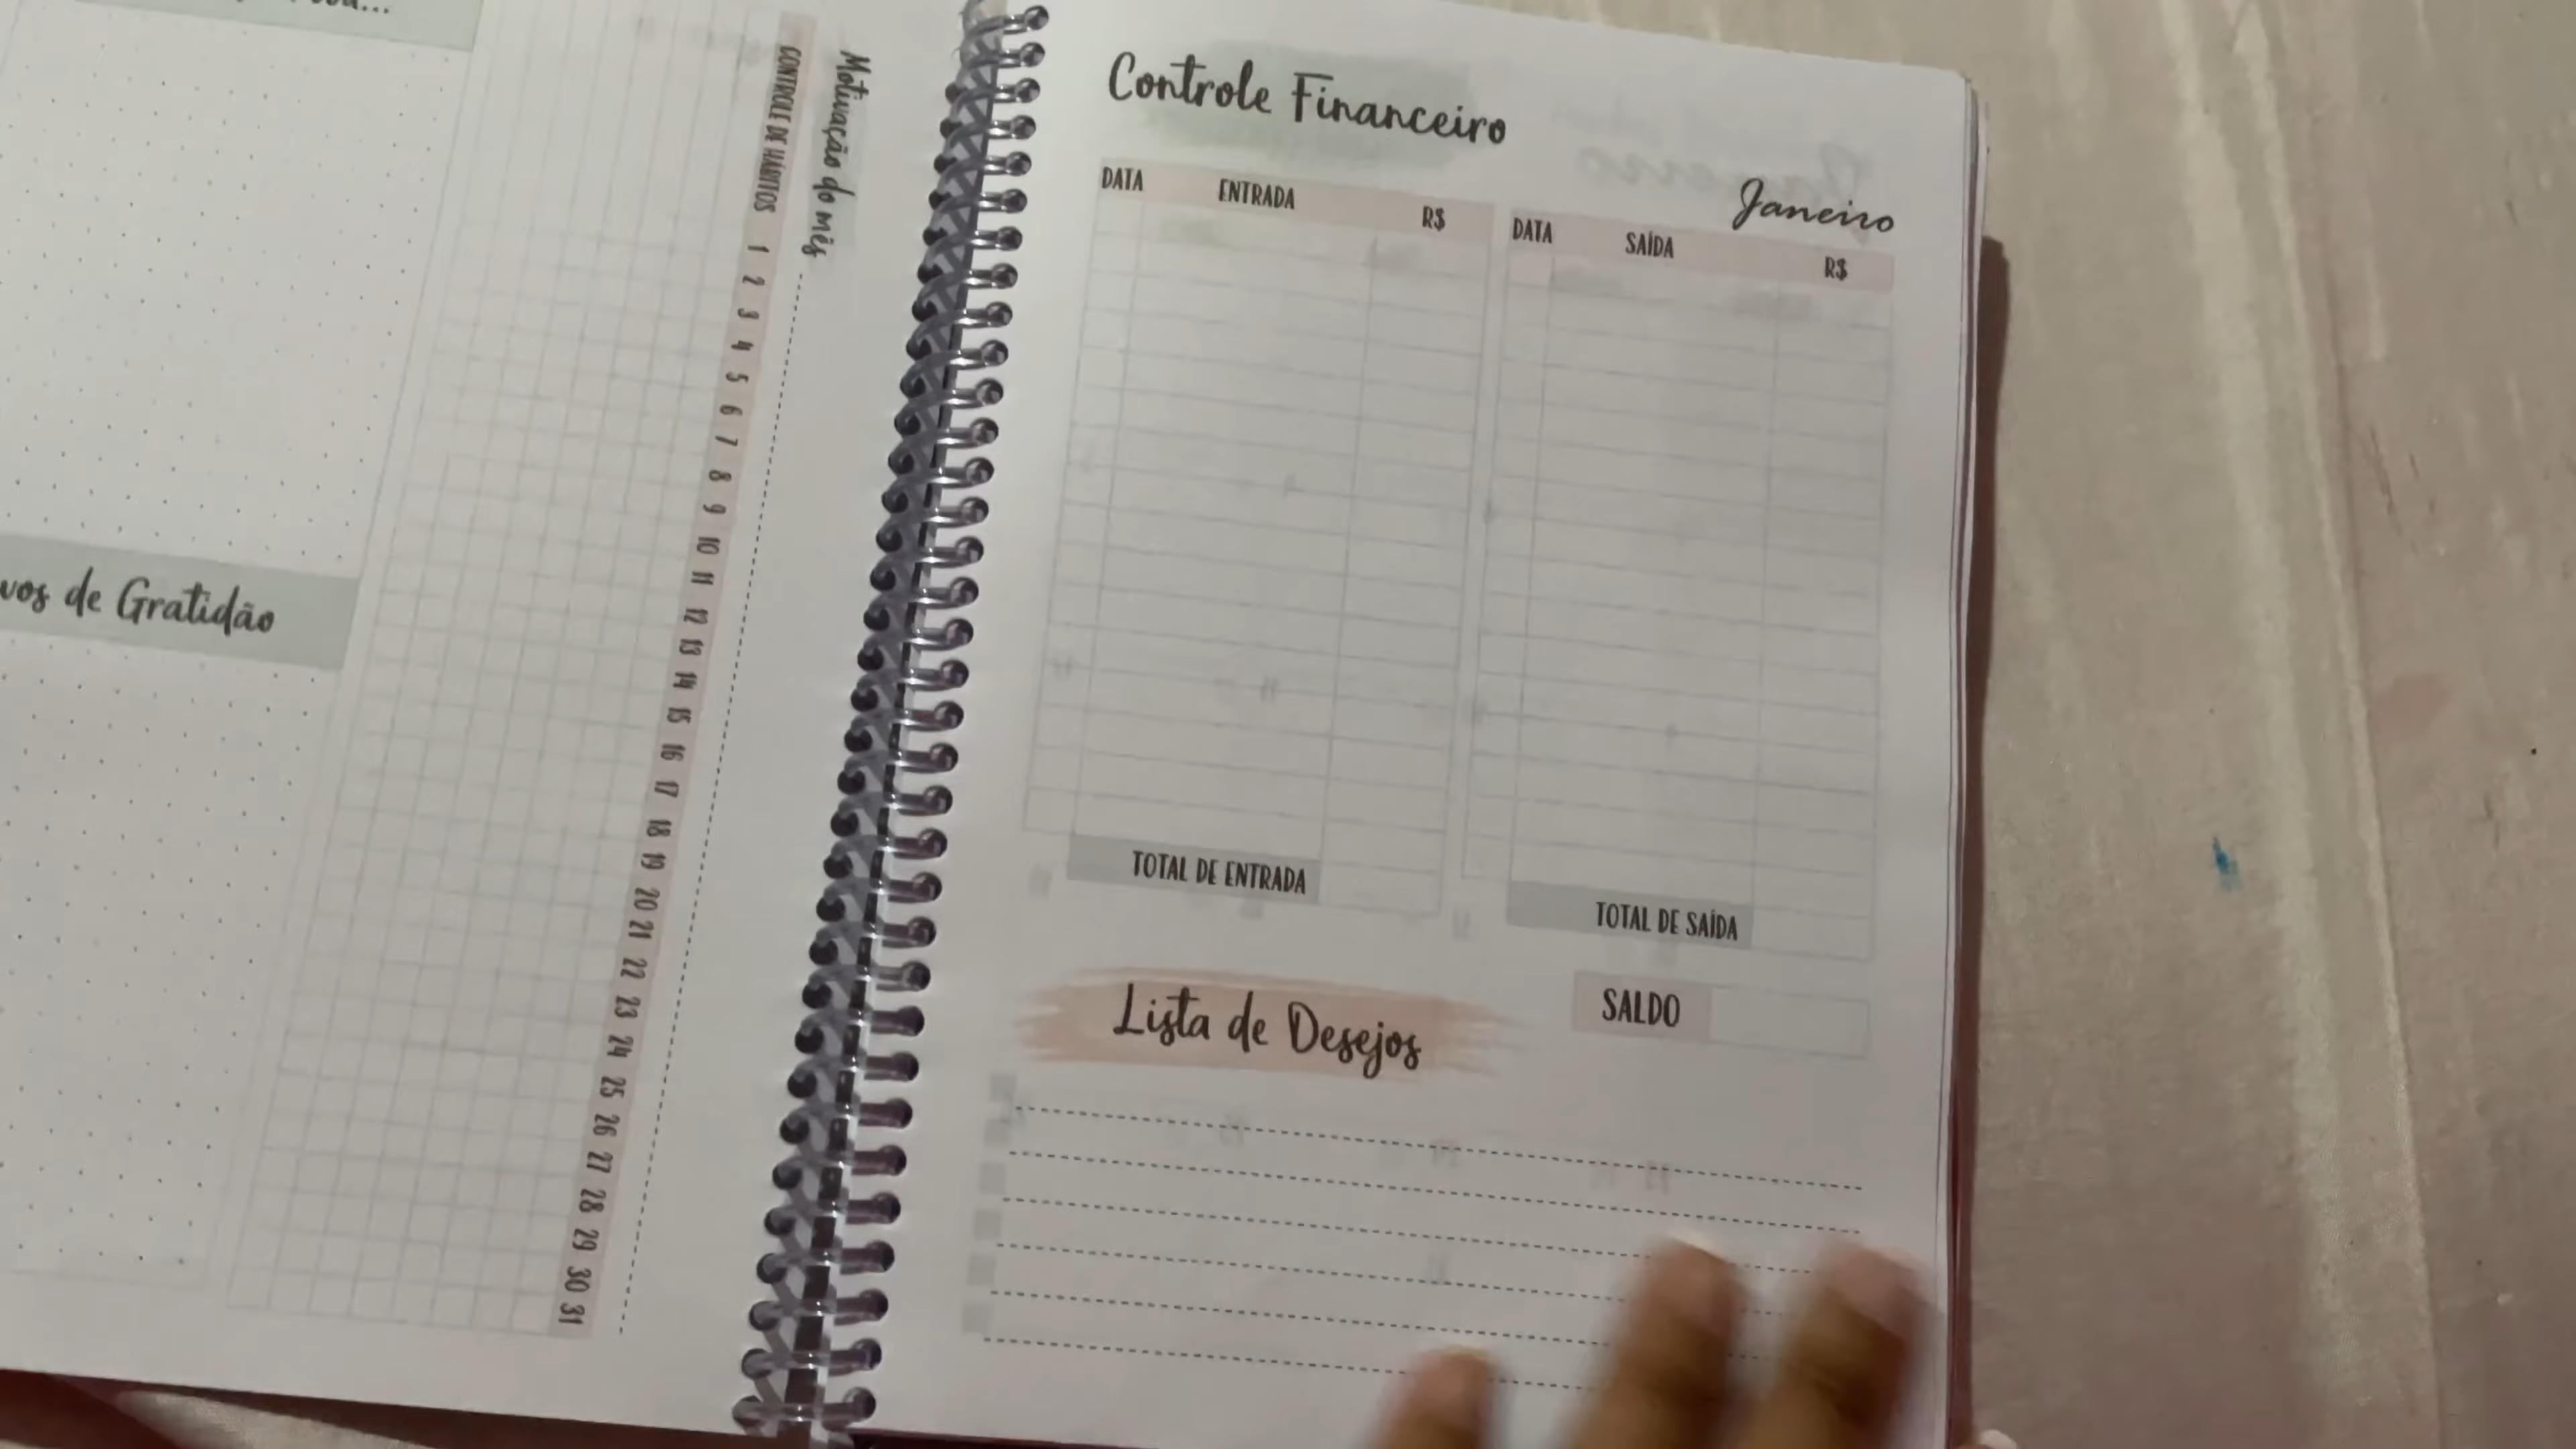 de Gratidão
Motivação do mês
CONTROLE DE HÁBITOS 1 2 3 4 5 6 7 8 9 10 11 12 13 14 15 16 17 18 19 20 21 22 23 24 25 26 27 28 29 30 31
Controle Financeiro
Janeiro
DATA ENTRADA R$
DATA SAÍDA R$
TOTAL DE ENTRADA
TOTAL DE SAÍDA
SALDO
Lista de Desejos